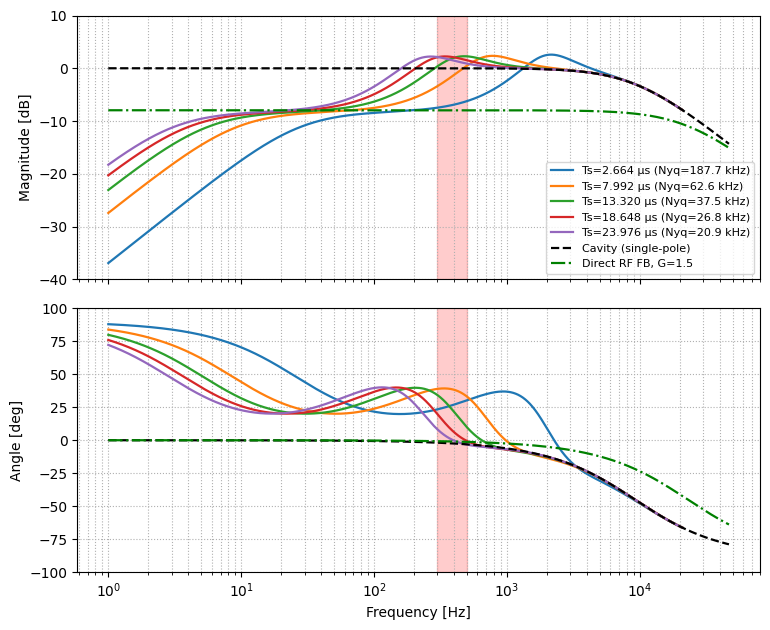 10
0
−10
−20
−30
−40
Magnitude [dB]
Ts=2.664 μs (Nyq=187.7 kHz)
Ts=7.992 μs (Nyq=62.6 kHz)
Ts=13.320 μs (Nyq=37.5 kHz)
Ts=18.648 μs (Nyq=26.8 kHz)
Ts=23.976 μs (Nyq=20.9 kHz)
Cavity (single-pole)
Direct RF FB, G=1.5
100
75
50
25
0
−25
−50
−75
−100
Angle [deg]
10⁰ 10¹ 10² 10³ 10⁴
Frequency [Hz]